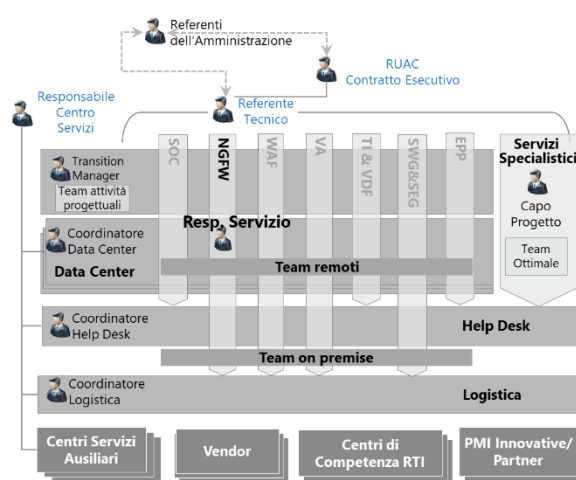 Referenti
dell'Amministrazione
RUAC
Contratto Esecutivo
Responsabile
Centro
Servizi
Referente
Tecnico
SOC
NGFW
WAF
VA
TI & VDF
SWG&SEG
EPP
Servizi
Specialistici
Transition
Manager
Team attività
progettuali
Capo
Progetto
Resp. Servizio
Coordinatore
Data Center
Team
Ottimale
Data Center
Team remoti
Coordinatore
Help Desk
Help Desk
Team on premise
Coordinatore
Logistica
Logistica
Centri Servizi
Ausiliari
Vendor
Centri di
Competenza RTI
PMI Innovative/
Partner